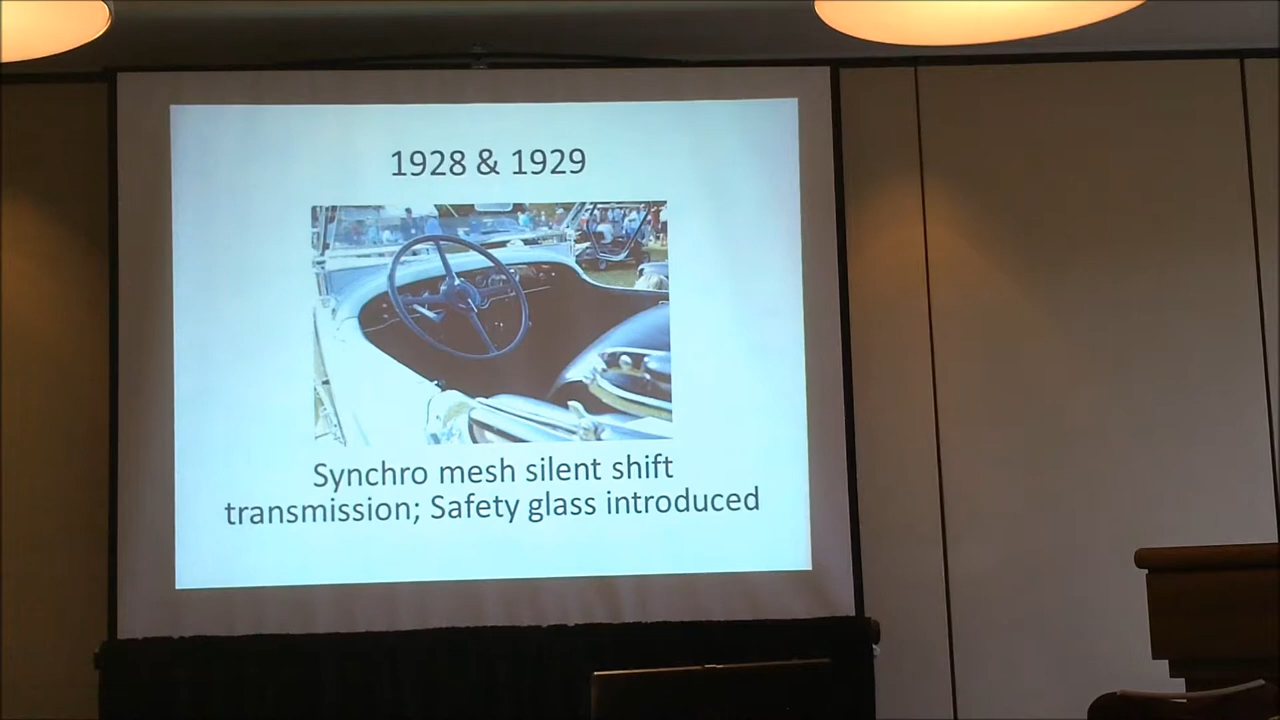 1928 & 1929
Synchro mesh silent shift
transmission; Safety glass introduced